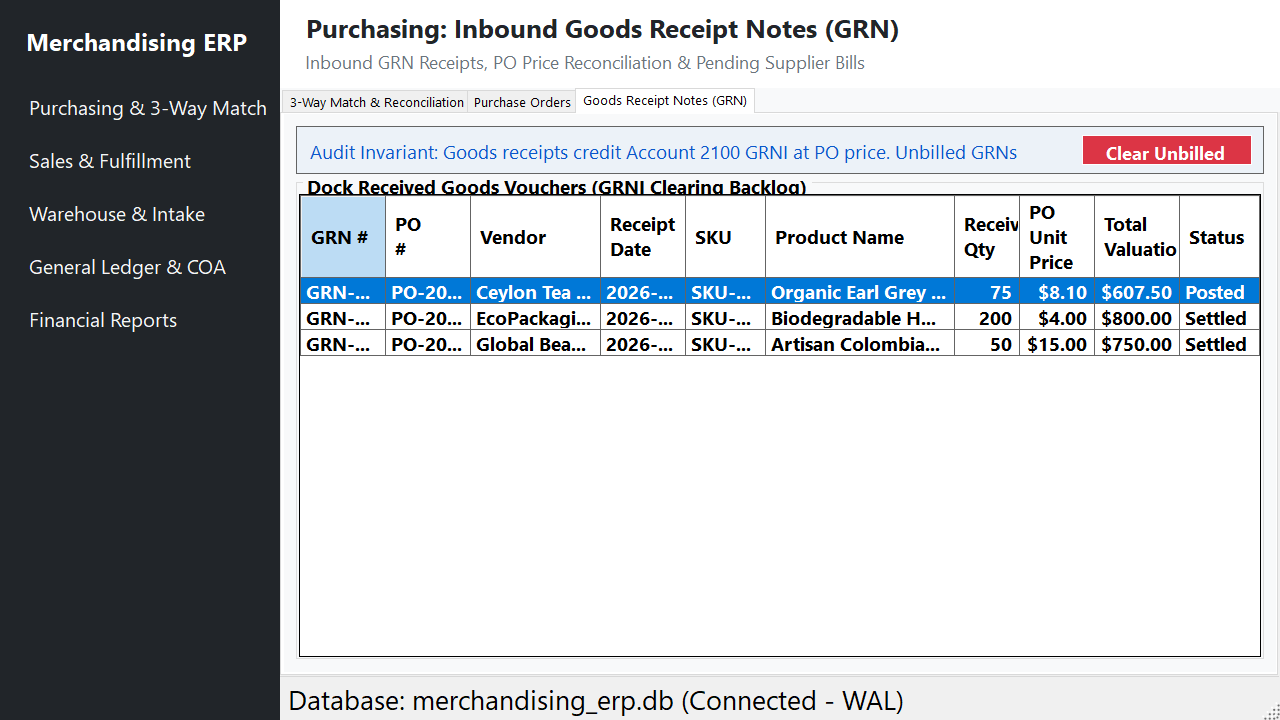 Merchandising ERP
Purchasing & 3-Way Match
Sales & Fulfillment
Warehouse & Intake
General Ledger & COA
Financial Reports
Purchasing: Inbound Goods Receipt Notes (GRN)
Inbound GRN Receipts, PO Price Reconciliation & Pending Supplier Bills
3-Way Match & Reconciliation Purchase Orders Goods Receipt Notes (GRN)
Audit Invariant: Goods receipts credit Account 2100 GRNI at PO price. Unbilled GRNs
Clear Unbilled
Dock Received Goods Vouchers (GRNI Clearing Backlog)
GRN # PO # Vendor Receipt Date SKU Product Name Receiv Qty PO Unit Price Total Valuatio Status
GRN-... PO-20... Ceylon Tea ... 2026-... SKU-... Organic Earl Grey ... 75 $8.10 $607.50 Posted
GRN-... PO-20... EcoPackagi... 2026-... SKU-... Biodegradable H... 200 $4.00 $800.00 Settled
GRN-... PO-20... Global Bea... 2026-... SKU-... Artisan Colombia... 50 $15.00 $750.00 Settled
Database: merchandising_erp.db (Connected - WAL)